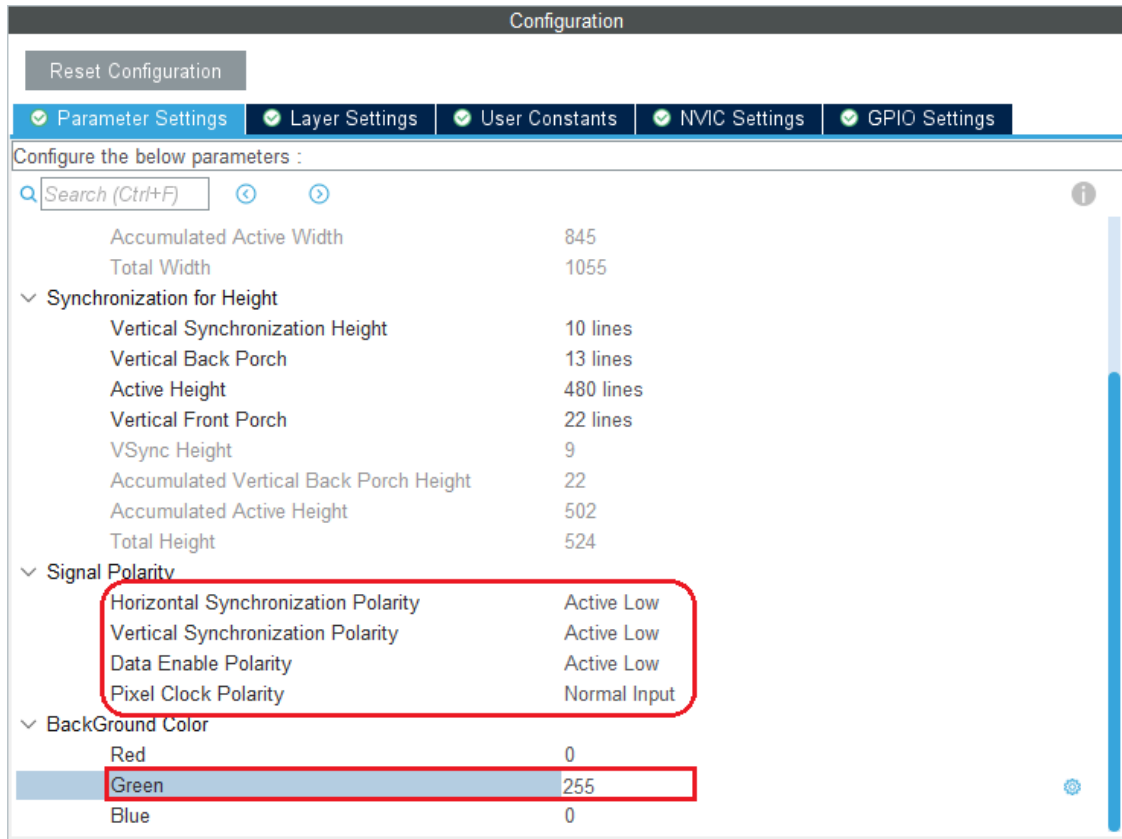 Configuration
Reset Configuration
Parameter Settings Layer Settings User Constants NVIC Settings GPIO Settings
Configure the below parameters :
Search (Ctrl+F)
Accumulated Active Width 845
Total Width 1055
Synchronization for Height
Vertical Synchronization Height 10 lines
Vertical Back Porch 13 lines
Active Height 480 lines
Vertical Front Porch 22 lines
VSync Height 9
Accumulated Vertical Back Porch Height 22
Accumulated Active Height 502
Total Height 524
Signal Polarity
Horizontal Synchronization Polarity Active Low
Vertical Synchronization Polarity Active Low
Data Enable Polarity Active Low
Pixel Clock Polarity Normal Input
BackGround Color
Red 0
Green 255
Blue 0